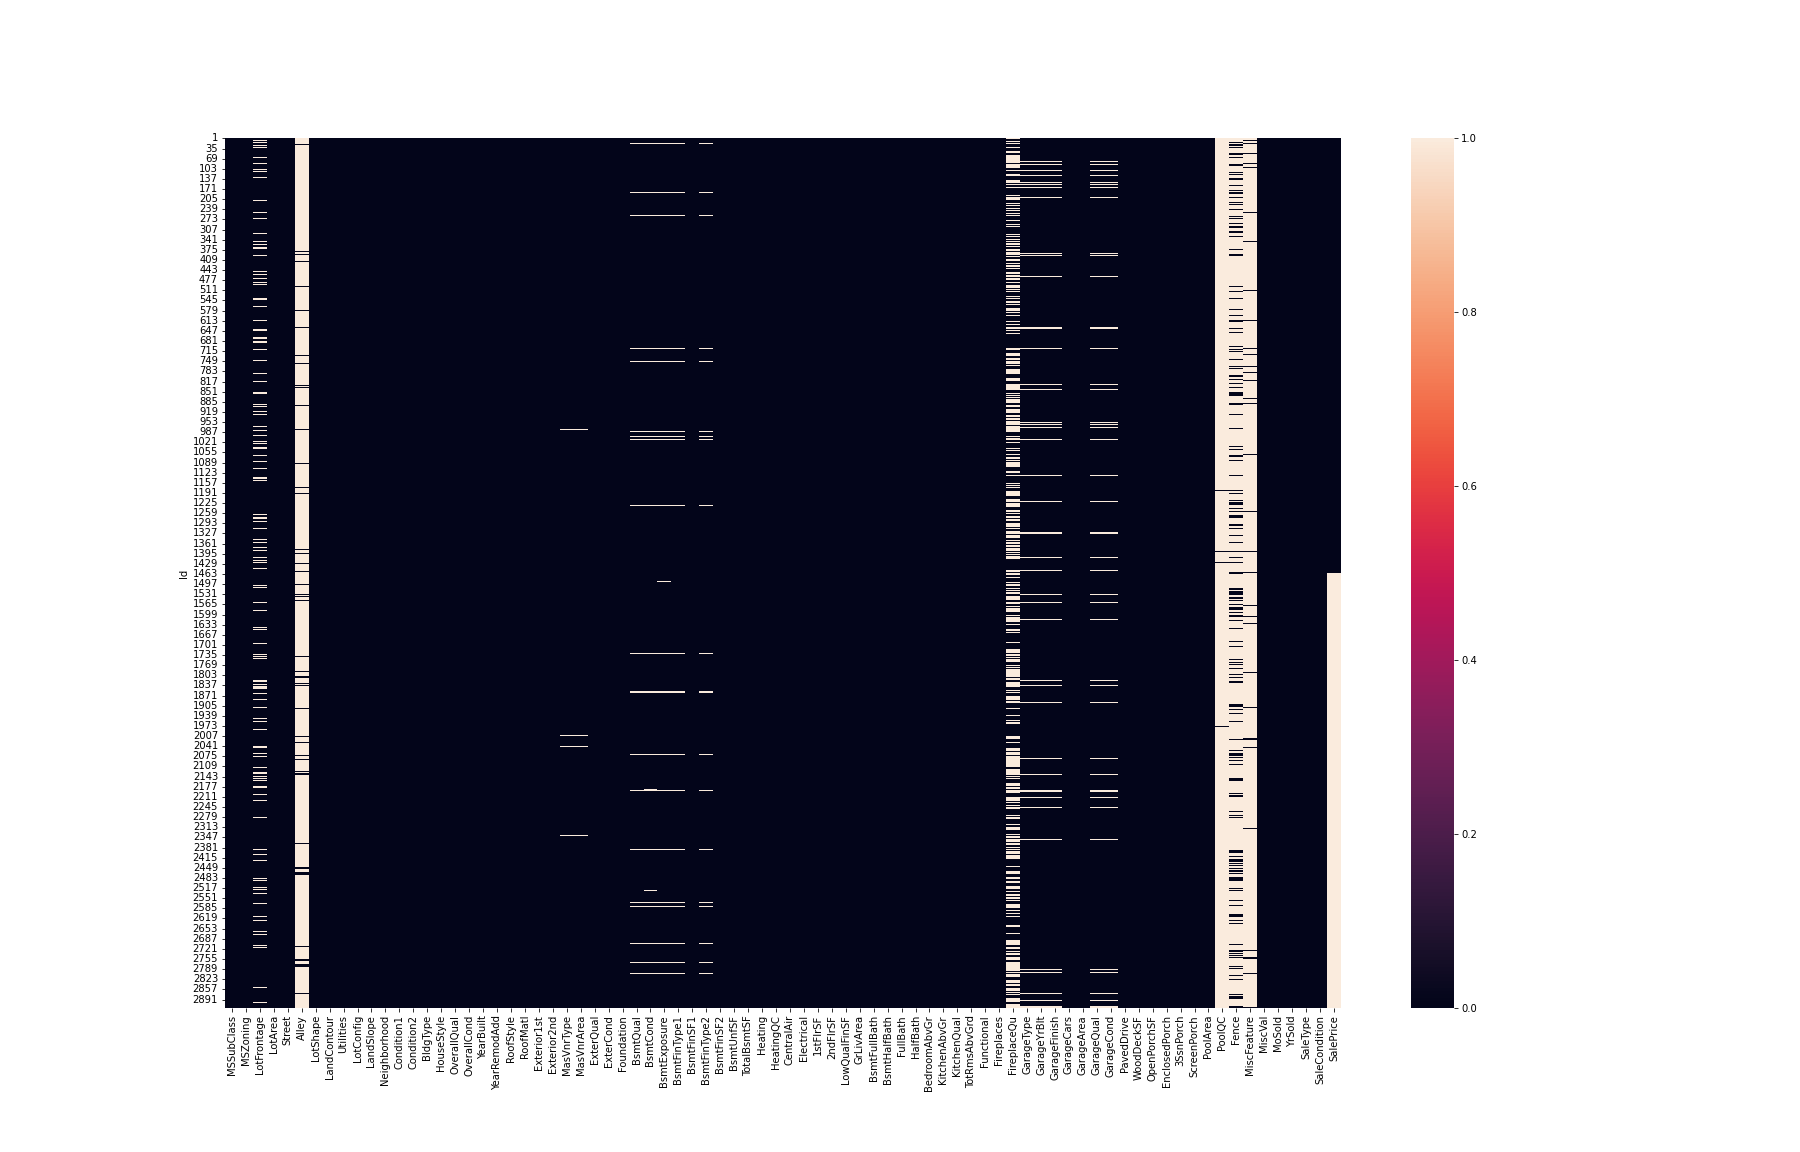 1
35
69
103
137
171
205
239
273
307
341
375
409
443
477
511
545
579
613
647
681
715
749
783
817
851
885
919
953
987
1021
1055
1089
1123
1157
1191
1225
1259
1293
1327
1361
1395
1429
1463
1497
1531
1565
1599
1633
1667
1701
1735
1769
1803
1837
1871
1905
1939
1973
2007
2041
2075
2109
2143
2177
2211
2245
2279
2313
2347
2381
2415
2449
2483
2517
2551
2585
2619
2653
2687
2721
2755
2789
2823
2857
2891
Id
MSSubClass
MSZoning
LotFrontage
LotArea
Street
Alley
LotShape
LandContour
Utilities
LotConfig
LandSlope
Neighborhood
Condition1
Condition2
BldgType
HouseStyle
OverallQual
OverallCond
YearBuilt
YearRemodAdd
RoofStyle
RoofMatl
Exterior1st
Exterior2nd
MasVnrType
MasVnrArea
ExterQual
ExterCond
Foundation
BsmtQual
BsmtCond
BsmtExposure
BsmtFinType1
BsmtFinSF1
BsmtFinType2
BsmtFinSF2
BsmtUnfSF
TotalBsmtSF
Heating
HeatingQC
CentralAir
Electrical
1stFlrSF
2ndFlrSF
LowQualFinSF
GrLivArea
BsmtFullBath
BsmtHalfBath
FullBath
HalfBath
BedroomAbvGr
KitchenAbvGr
KitchenQual
TotRmsAbvGrd
Functional
Fireplaces
FireplaceQu
GarageType
GarageYrBlt
GarageFinish
GarageCars
GarageArea
GarageQual
GarageCond
PavedDrive
WoodDeckSF
OpenPorchSF
EnclosedPorch
3SsnPorch
ScreenPorch
PoolArea
PoolQC
Fence
MiscFeature
MiscVal
MoSold
YrSold
SaleType
SaleCondition
SalePrice
1.0
0.8
0.6
0.4
0.2
0.0